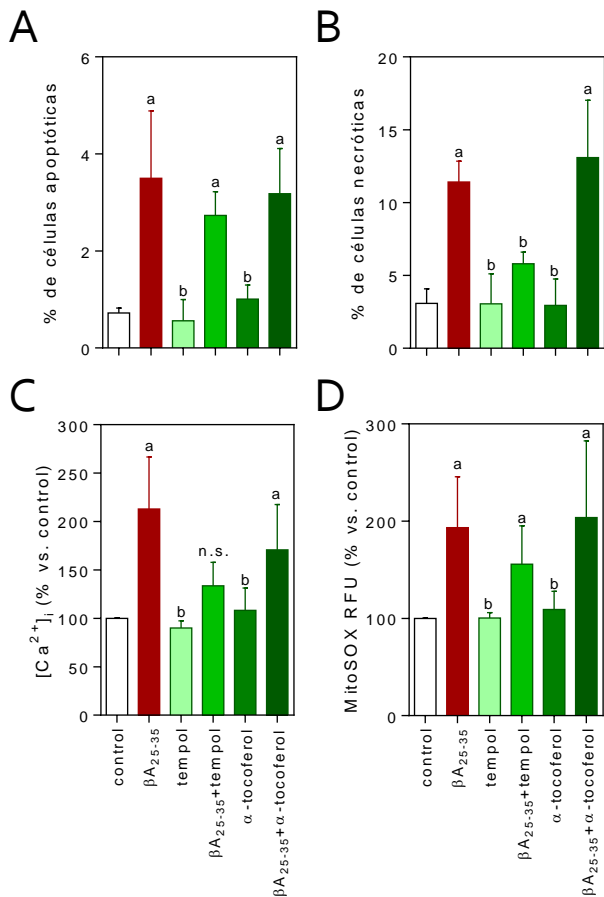 A
% de células apoptóticas
6
4
2
0
a
b
a
b
a
B
% de células necróticas
20
15
10
5
0
a
b
b
b
a
C
[Ca²⁺]ᵢ (% vs. control)
300
250
200
150
100
50
0
a
b
n.s.
b
a
control
βA₂₅₋₃₅
tempol
βA₂₅₋₃₅+tempol
α-tocoferol
βA₂₅₋₃₅+α-tocoferol
D
MitoSOX RFU (% vs. control)
300
200
100
0
a
b
a
b
a
control
βA₂₅₋₃₅
tempol
βA₂₅₋₃₅+tempol
α-tocoferol
βA₂₅₋₃₅+α-tocoferol